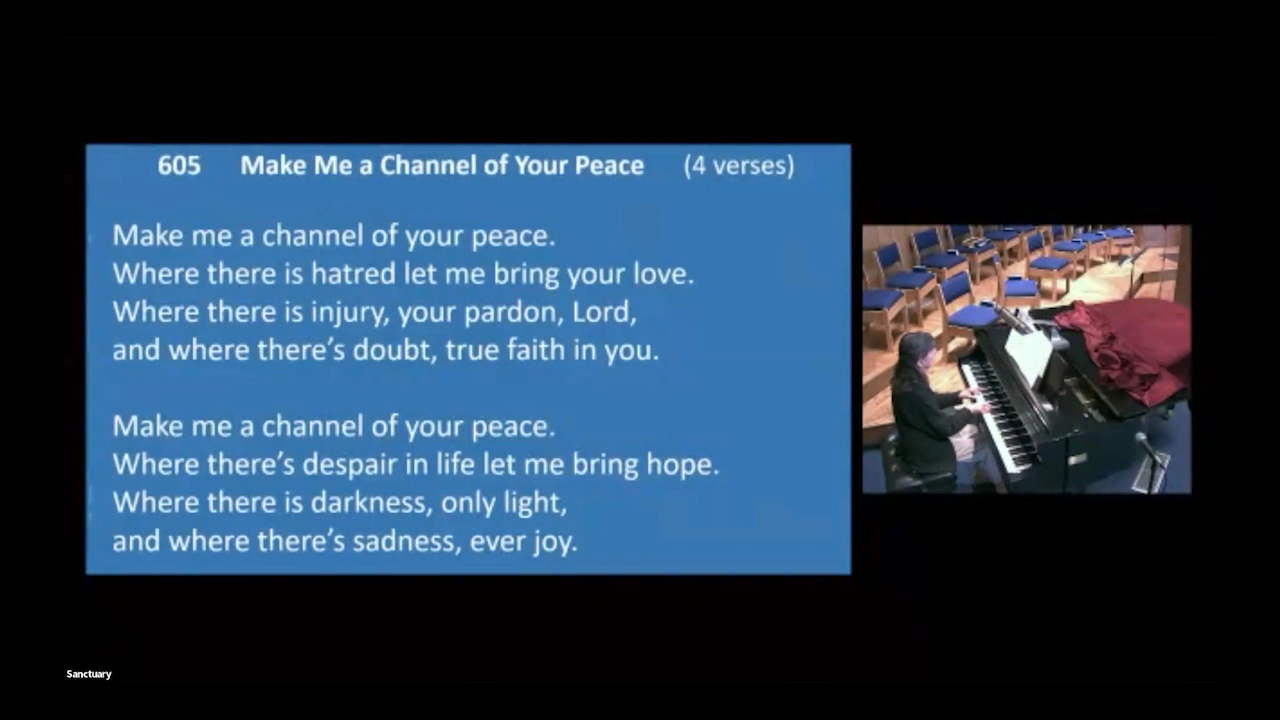 605 Make Me a Channel of Your Peace (4 verses)
Make me a channel of your peace.
Where there is hatred let me bring your love.
Where there is injury, your pardon, Lord,
and where there’s doubt, true faith in you.
Make me a channel of your peace.
Where there’s despair in life let me bring hope.
Where there is darkness, only light,
and where there’s sadness, ever joy.
Sanctuary